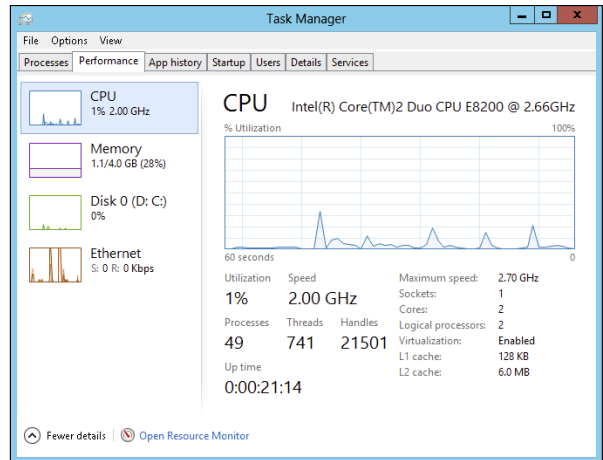 Task Manager
File Options View
Processes Performance App history Startup Users Details Services
CPU
1% 2.00 GHz
Memory
1.1/4.0 GB (28%)
Disk 0 (D: C:)
0%
Ethernet
S: 0 R: 0 Kbps
CPU Intel(R) Core(TM)2 Duo CPU E8200 @ 2.66GHz
% Utilization 100%
60 seconds 0
Utilization Speed
1% 2.00 GHz
Processes Threads Handles
49 741 21501
Up time
0:00:21:14
Maximum speed: 2.70 GHz
Sockets: 1
Cores: 2
Logical processors: 2
Virtualization: Enabled
L1 cache: 128 KB
L2 cache: 6.0 MB
Fewer details Open Resource Monitor